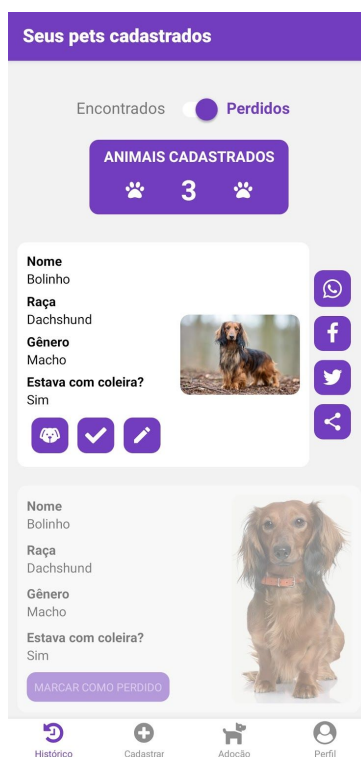 Seus pets cadastrados
Encontrados Perdidos
ANIMAIS CADASTRADOS
3
Nome
Bolinho
Raça
Dachshund
Gênero
Macho
Estava com coleira?
Sim
Nome
Bolinho
Raça
Dachshund
Gênero
Macho
Estava com coleira?
Sim
MARCAR COMO PERDIDO
Histórico Cadastrar Adoção Perfil